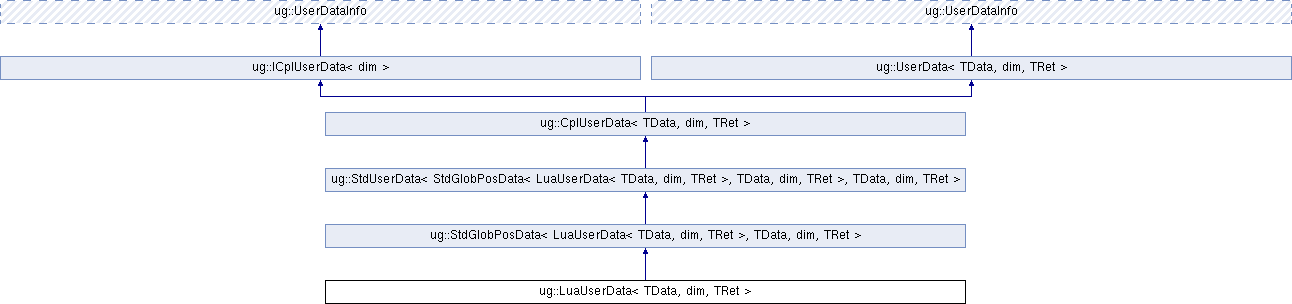 ug::UserDataInfo
ug::UserDataInfo
ug::ICplUserData< dim >
ug::UserData< TData, dim, TRet >
ug::CplUserData< TData, dim, TRet >
ug::StdUserData< StdGlobPosData< LuaUserData< TData, dim, TRet >, TData, dim, TRet >, TData, dim, TRet >
ug::StdGlobPosData< LuaUserData< TData, dim, TRet >, TData, dim, TRet >
ug::LuaUserData< TData, dim, TRet >